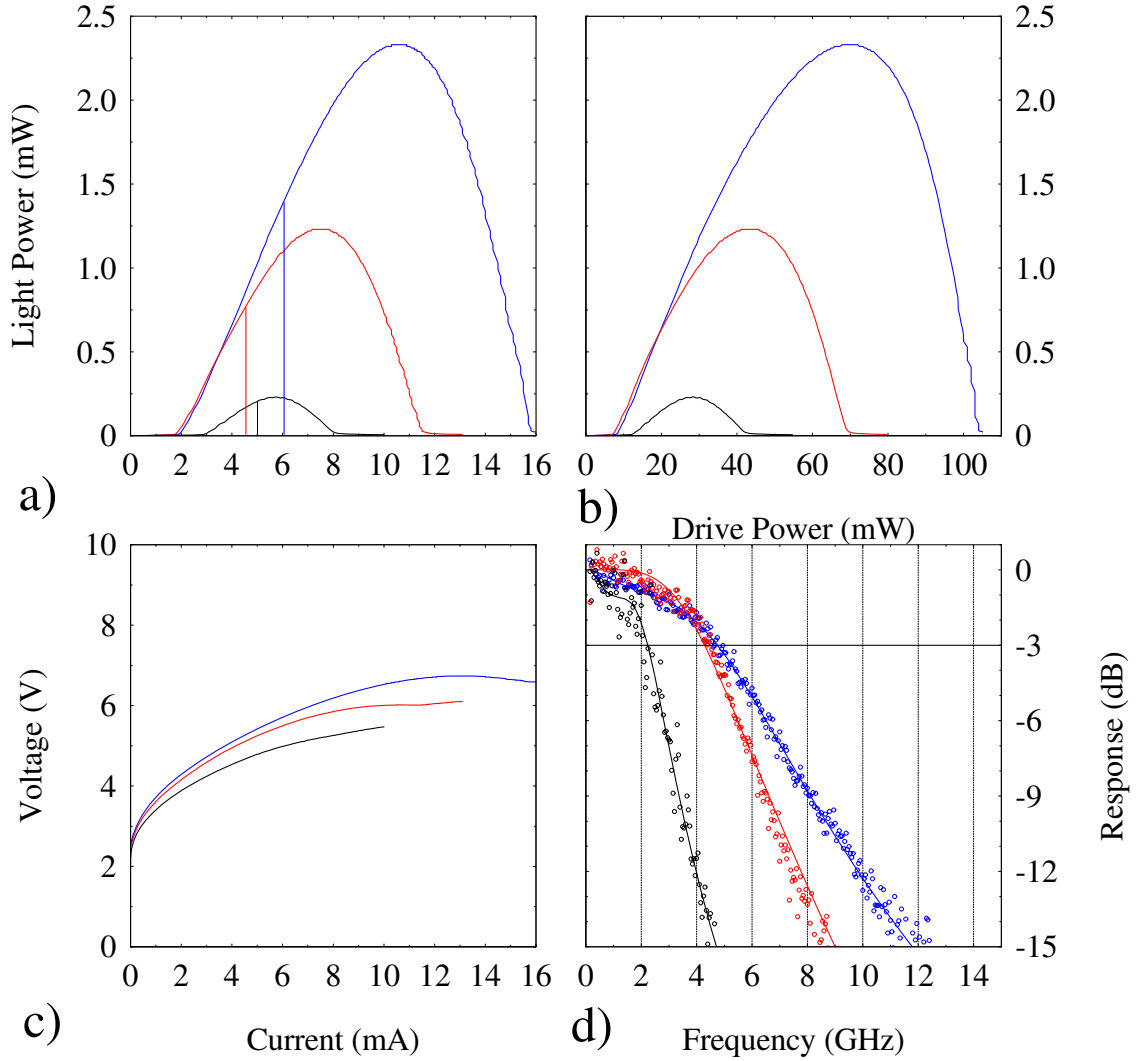 2.5
2.0
1.5
1.0
0.5
0
Light Power (mW)
0 2 4 6 8 10 12 14 16
a)
2.5
2.0
1.5
1.0
0.5
0
20 40 60 80 100
b)
Drive Power (mW)
10
8
6
4
2
0
Voltage (V)
0 2 4 6 8 10 12 14 16
c)
Current (mA)
0
-3
-6
-9
-12
-15
Response (dB)
0 2 4 6 8 10 12 14
d)
Frequency (GHz)